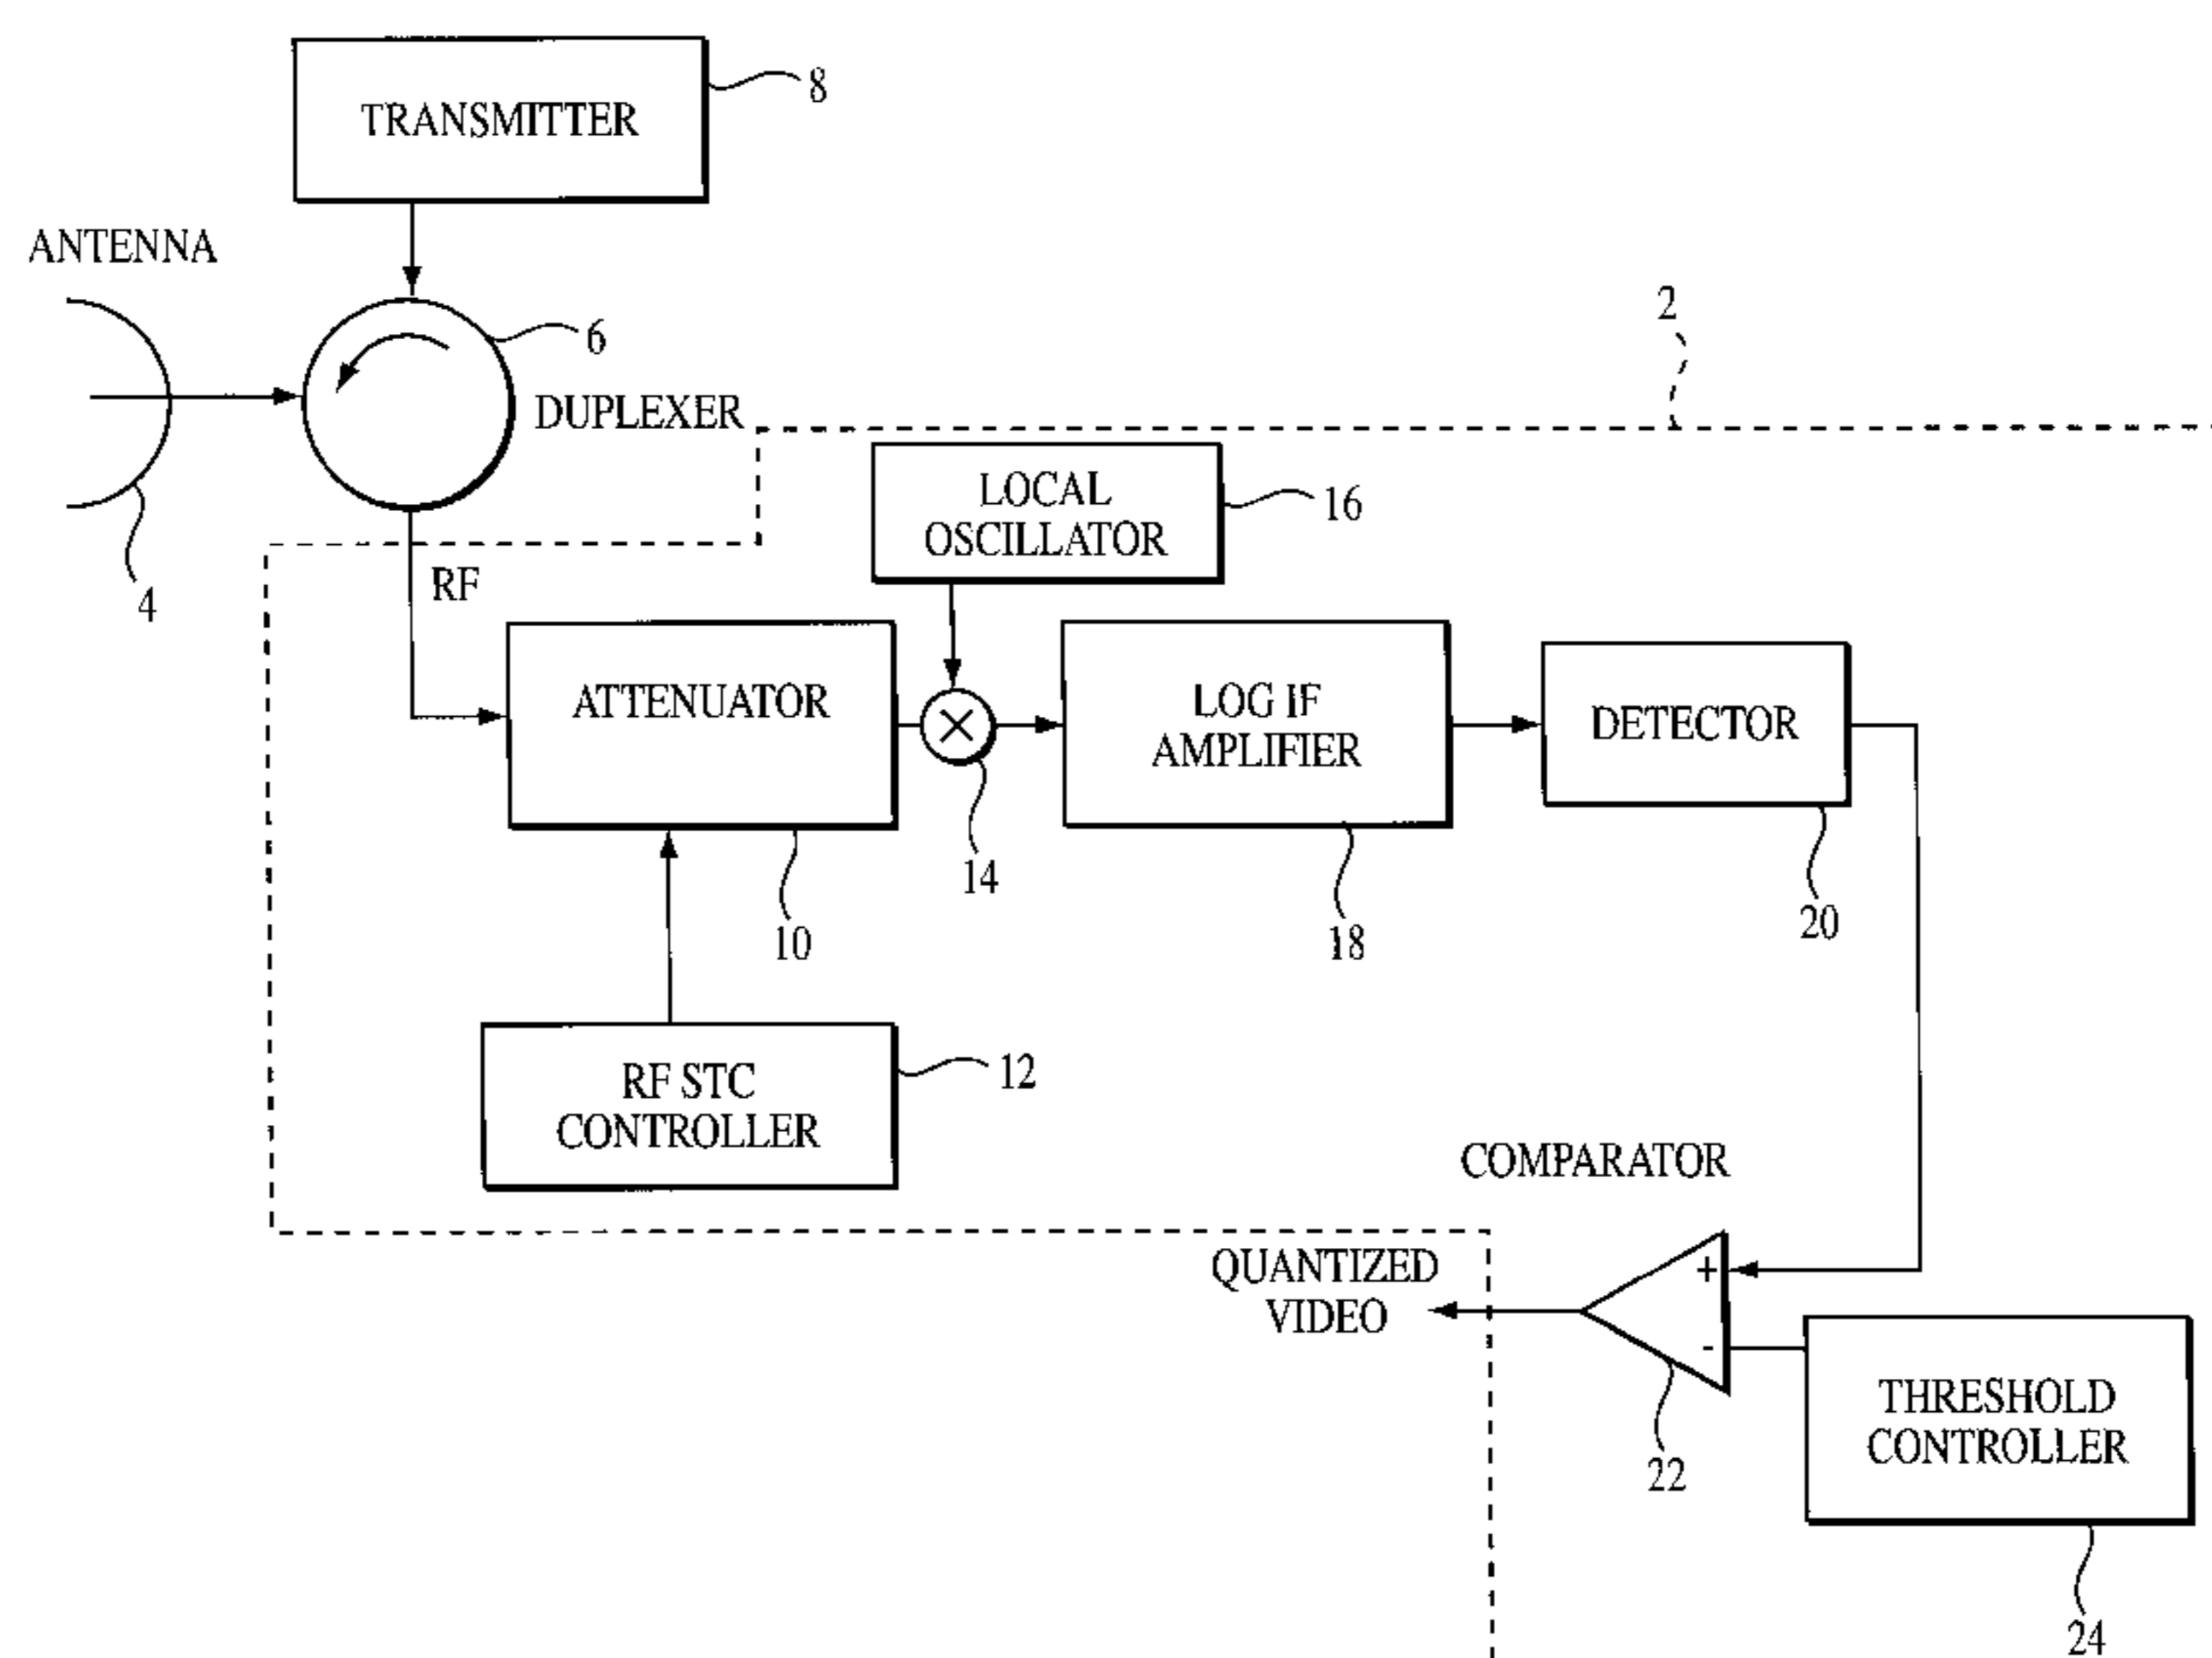 TRANSMITTER
8
ANTENNA
6
DUPLEXER
2
4
RF
LOCAL
OSCILLATOR
16
ATTENUATOR
14
LOG IF
AMPLIFIER
DETECTOR
10
18
20
RF STC
CONTROLLER
12
COMPARATOR
QUANTIZED
VIDEO
+
-
22
THRESHOLD
CONTROLLER
24